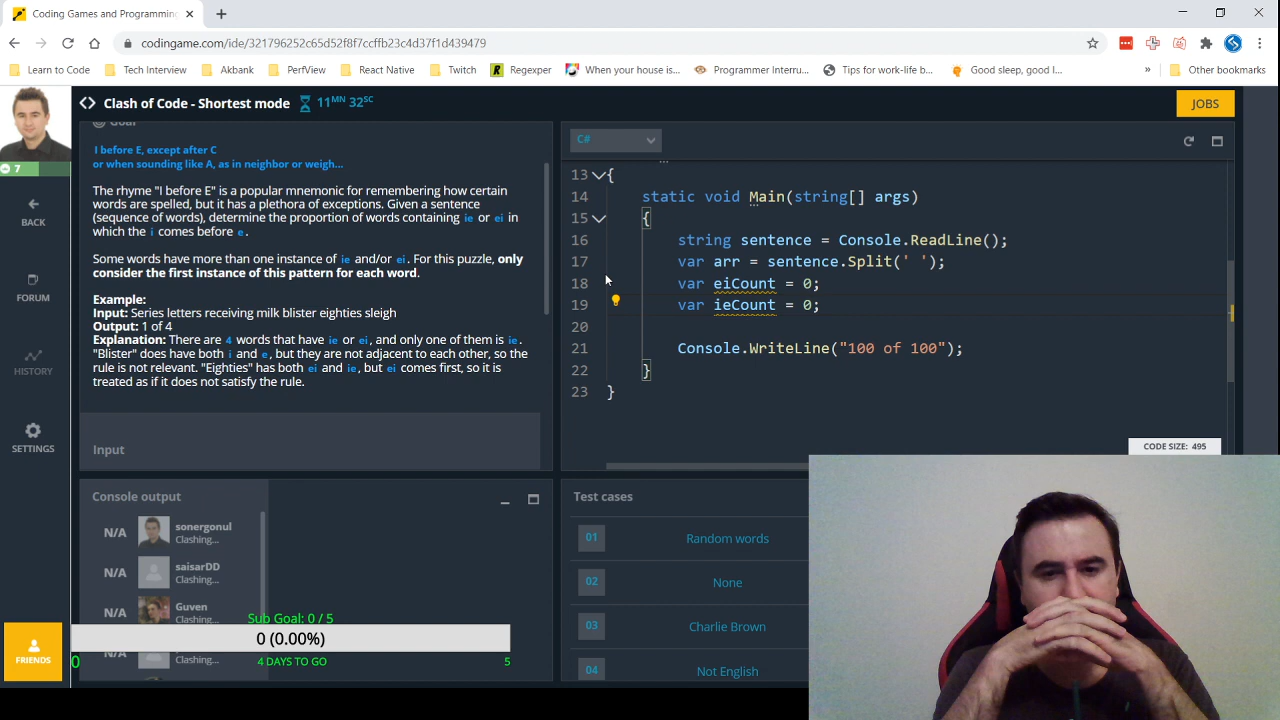 Coding Games and Programming
codingame.com/ide/321796252c65d52f8f7ccffb23c4d37f1d439479
Learn to Code
Tech Interview
Akbank
PerfView
React Native
Twitch
Regexper
When your house is...
Programmer Interru...
Tips for work-life b...
Good sleep, good l...
»
Other bookmarks
Clash of Code - Shortest mode
11MN 32SC
JOBS
7
BACK
FORUM
HISTORY
SETTINGS
FRIENDS
Goal
I before E, except after C
or when sounding like A, as in neighbor or weigh...
The rhyme "I before E" is a popular mnemonic for remembering how certain
words are spelled, but it has a plethora of exceptions. Given a sentence
(sequence of words), determine the proportion of words containing ie or ei in
which the i comes before e.
Some words have more than one instance of ie and/or ei. For this puzzle, only
consider the first instance of this pattern for each word.
Example:
Input: Series letters receiving milk blister eighties sleigh
Output: 1 of 4
Explanation: There are 4 words that have ie or ei, and only one of them is ie.
"Blister" does have both i and e, but they are not adjacent to each other, so the
rule is not relevant. "Eighties" has both ei and ie, but ei comes first, so it is
treated as if it does not satisfy the rule.
Input
C#
13 {
14 static void Main(string[] args)
15 {
16 string sentence = Console.ReadLine();
17 var arr = sentence.Split(' ');
18 var eiCount = 0;
19 var ieCount = 0;
20
21 Console.WriteLine("100 of 100");
22 }
23 }
CODE SIZE: 495
Console output
N/A sonergonul
Clashing...
N/A saisarDD
Clashing...
N/A Guven
Clashing...
N/A
Clashing...
Sub Goal: 0 / 5
0 (0.00%)
0
4 DAYS TO GO
5
Test cases
01 Random words
02 None
03 Charlie Brown
04 Not English